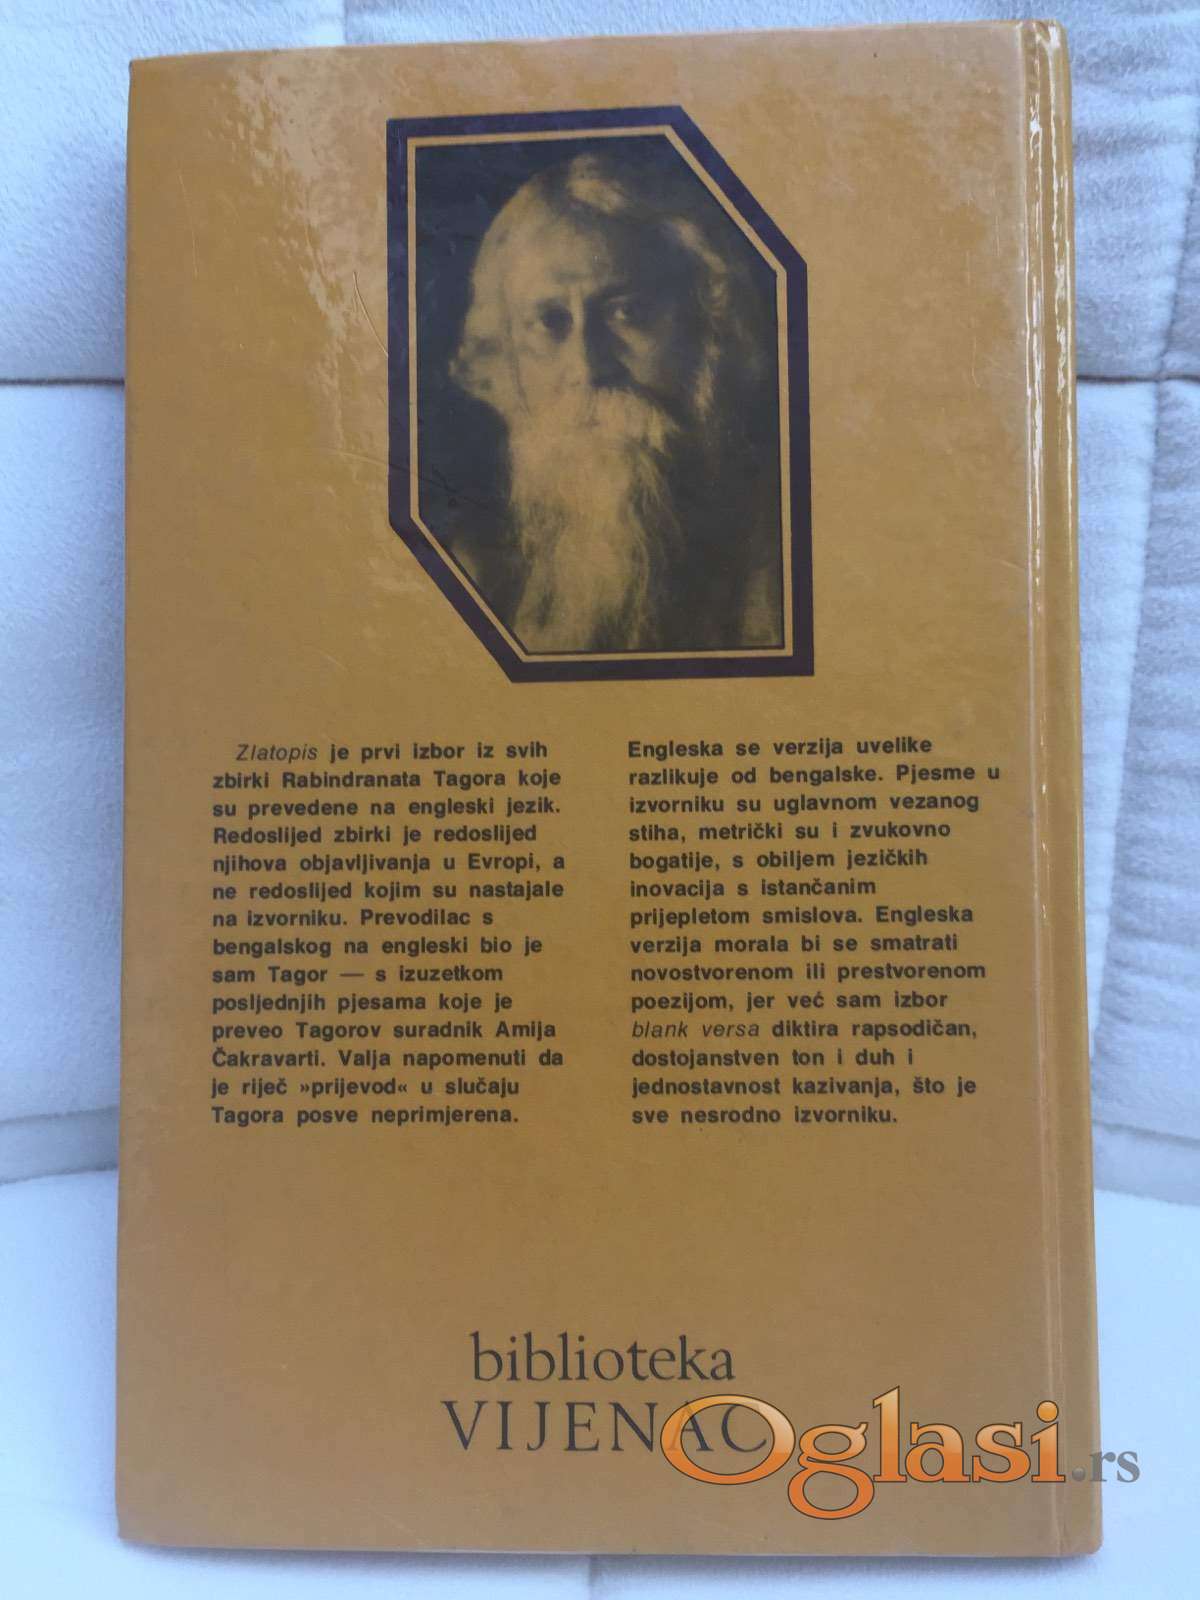 Zlatopis je prvi izbor iz svih
zbirki Rabindranata Tagora koje
su prevedene na engleski jezik.
Redoslijed zbirki je redoslijed
njihova objavljivanja u Evropi, a
ne redoslijed kojim su nastajale
na izvorniku. Prevodilac s
bengalskog na engleski bio je
sam Tagor — s izuzetkom
posljednjih pjesama koje je
preveo Tagorov suradnik Amija
Čakravarti. Valja napomenuti da
je riječ »prijevod« u slučaju
Tagora posve neprimjerena.
Engleska se verzija uvelike
razlikuje od bengalske. Pjesme u
izvorniku su uglavnom vezanog
stiha, metrički su i zvukovno
bogatije, s obiljem jezičkih
inovacija s istančanim
prijepletom smislova. Engleska
verzija morala bi se smatrati
novostvorenom ili prestvorenom
poezijom, jer već sam izbor
blank versa diktira rapsodičan,
dostojanstven ton i duh i
jednostavnost kazivanja, što je
sve nesrodno izvorniku.
biblioteka
VIJENAC
Oglasi.rs